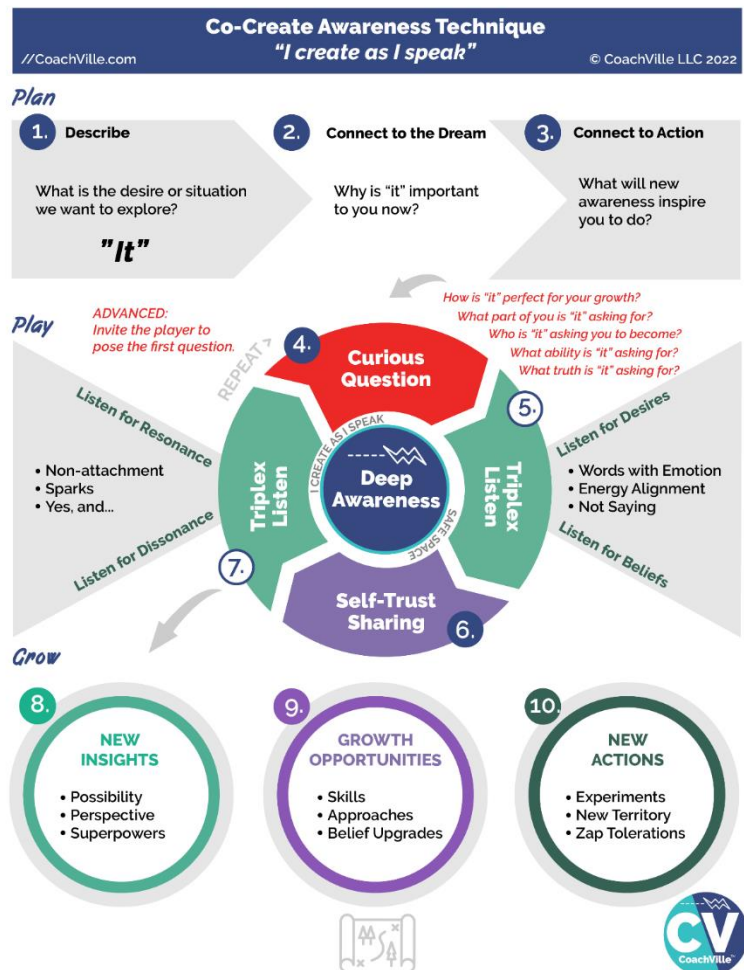 Co-Create Awareness Technique
"I create as I speak"
//CoachVille.com
© CoachVille LLC 2022
Plan
1. Describe
What is the desire or situation
we want to explore?
"It"
2. Connect to the Dream
Why is "it" important
to you now?
3. Connect to Action
What will new
awareness inspire
you to do?
Play
ADVANCED:
Invite the player to
pose the first question.
How is "it" perfect for your growth?
What part of you is "it" asking for?
Who is "it" asking you to become?
What ability is "it" asking for?
What truth is "it" asking for?
REPEAT >
4.
Curious
Question
5.
Triplex
Listen
Listen for Desires
• Words with Emotion
• Energy Alignment
• Not Saying
Listen for Beliefs
I CREATE AS I SPEAK
Deep
Awareness
SAFE SPACE
Self-Trust
Sharing
6.
Triplex
Listen
7.
Listen for Resonance
• Non-attachment
• Sparks
• Yes, and...
Listen for Dissonance
Grow
8.
NEW
INSIGHTS
• Possibility
• Perspective
• Superpowers
9.
GROWTH
OPPORTUNITIES
• Skills
• Approaches
• Belief Upgrades
10.
NEW
ACTIONS
• Experiments
• New Territory
• Zap Tolerations
CV
CoachVille